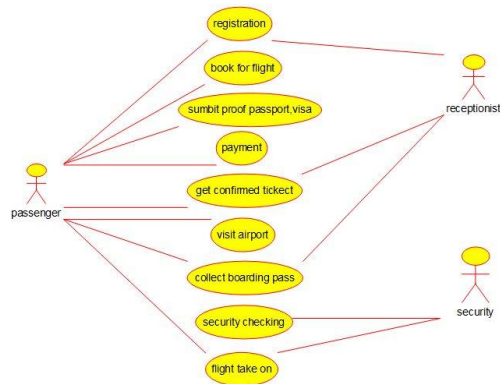 registration
book for flight
receptionist
sumbit proof passport,visa
payment
get confirmed tickect
passenger
visit airport
collect boarding pass
security checking
security
flight take on